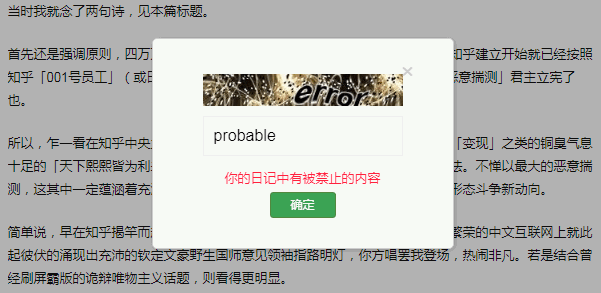 当时我就念了两句诗，见本篇标题。
首先还是强调原则，四万
知乎建立开始就已经按照
知乎「001号员工」（或
恶意揣测」君主立宪了
也。
×
error
probable
所以，乍一看在知乎中央
「变现」之类的铜臭气息
十足的「天下熙熙皆为利
法。不惮以最大的恶意揣
测，这其中一定蕴涵着充
形态斗争新动向。
你的日记中有被禁止的内容
确定
简单说，早在知乎揭竿而
繁荣的中文互联网上就此
起彼伏的涌现出充沛的钦定文豪野生国师意见领袖指路明灯，你方唱罢我登场，热闹非凡。若是结合曾
经刷屏霸版的诡辩唯物主义话题，则看得更明显。